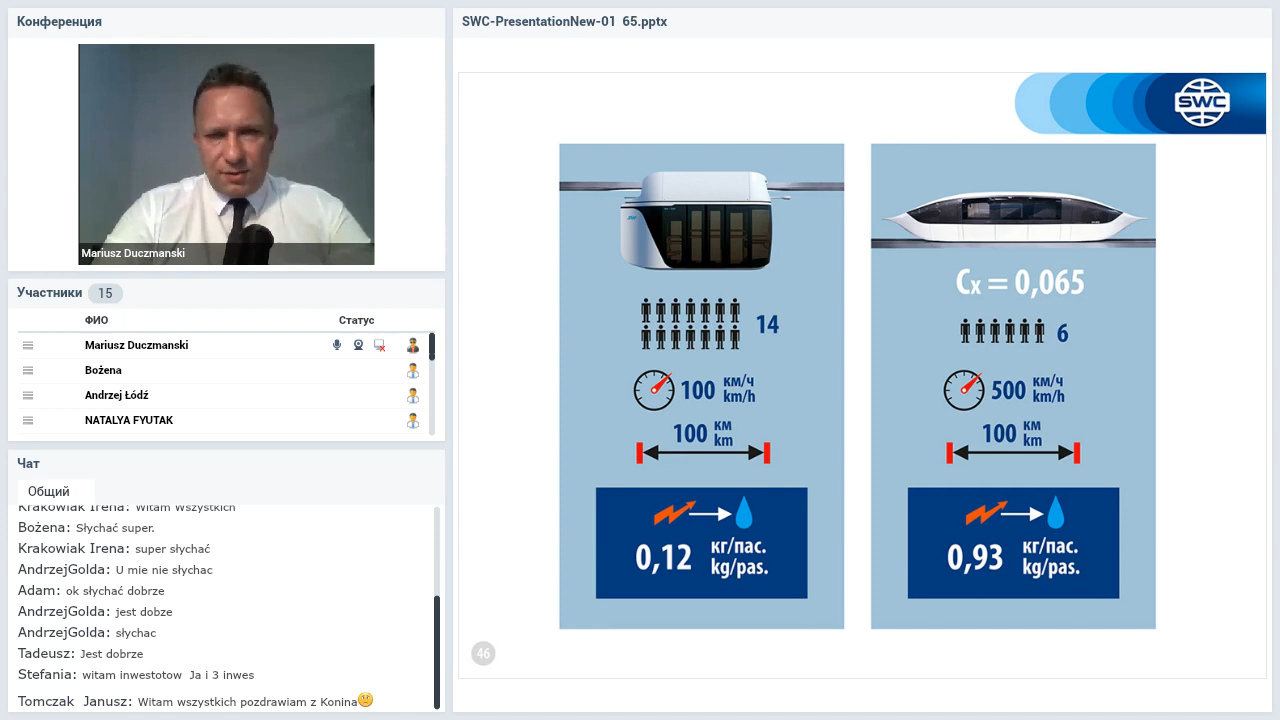 Конференция
Mariusz Duczmanski
Участники 15
ФИО Статус
Mariusz Duczmanski
Bożena
Andrzej Łódź
NATALYA FYUTAK
Чат
Общий
Krakowiak Irena: Witam Wszystkich
Bożena: Słychać super.
Krakowiak Irena: super słychać
AndrzejGolda: U mie nie słychac
Adam: ok słychać dobrze
AndrzejGolda: jest dobze
AndrzejGolda: słychac
Tadeusz: Jest dobrze
Stefania: witam inwestotow Ja i 3 inwes
Tomczak Janusz: Witam wszystkich pozdrawiam z Konina
SWC-PresentationNew-01 65.pptx
SWC
14
100 км/ч
km/h
100 км
km
0,12 кг/пас.
kg/pas.
Cx = 0,065
6
500 км/ч
km/h
100 км
km
0,93 кг/пас.
kg/pas.
46